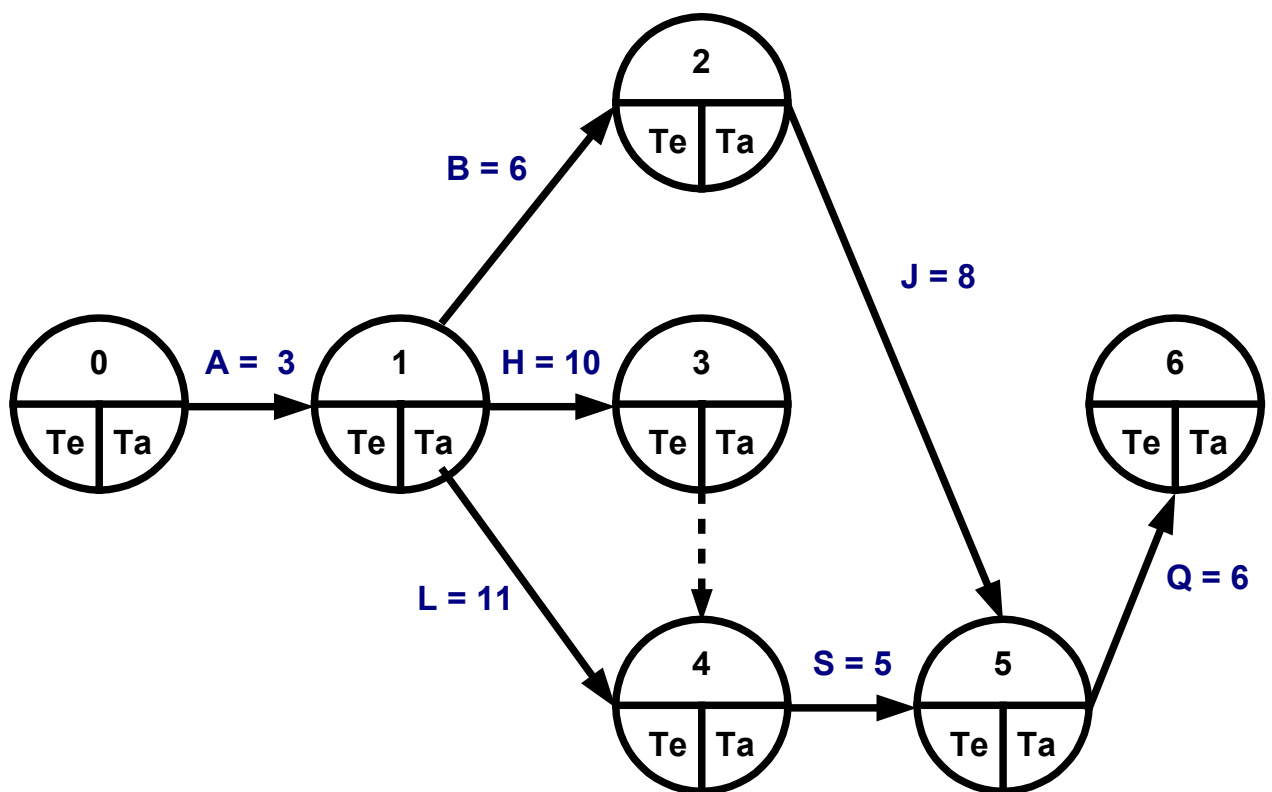 2
Te Ta
B = 6
J = 8
0
A =  3
1
H = 10
3
6
Te Ta
Te Ta
Te Ta
Te Ta
L = 11
Q = 6
4
S = 5
5
Te Ta
Te Ta